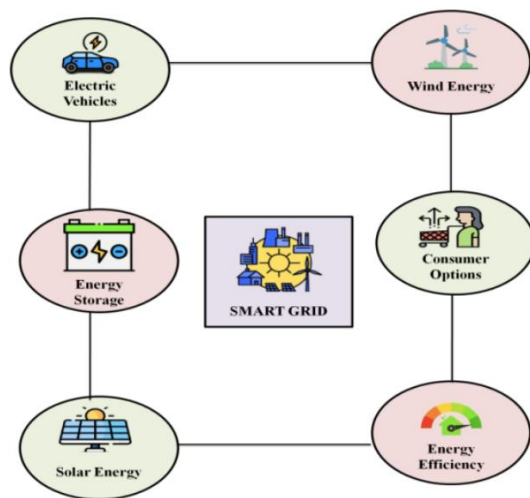 Electric
Vehicles
Wind Energy
Energy
Storage
SMART GRID
Consumer
Options
Solar Energy
Energy
Efficiency